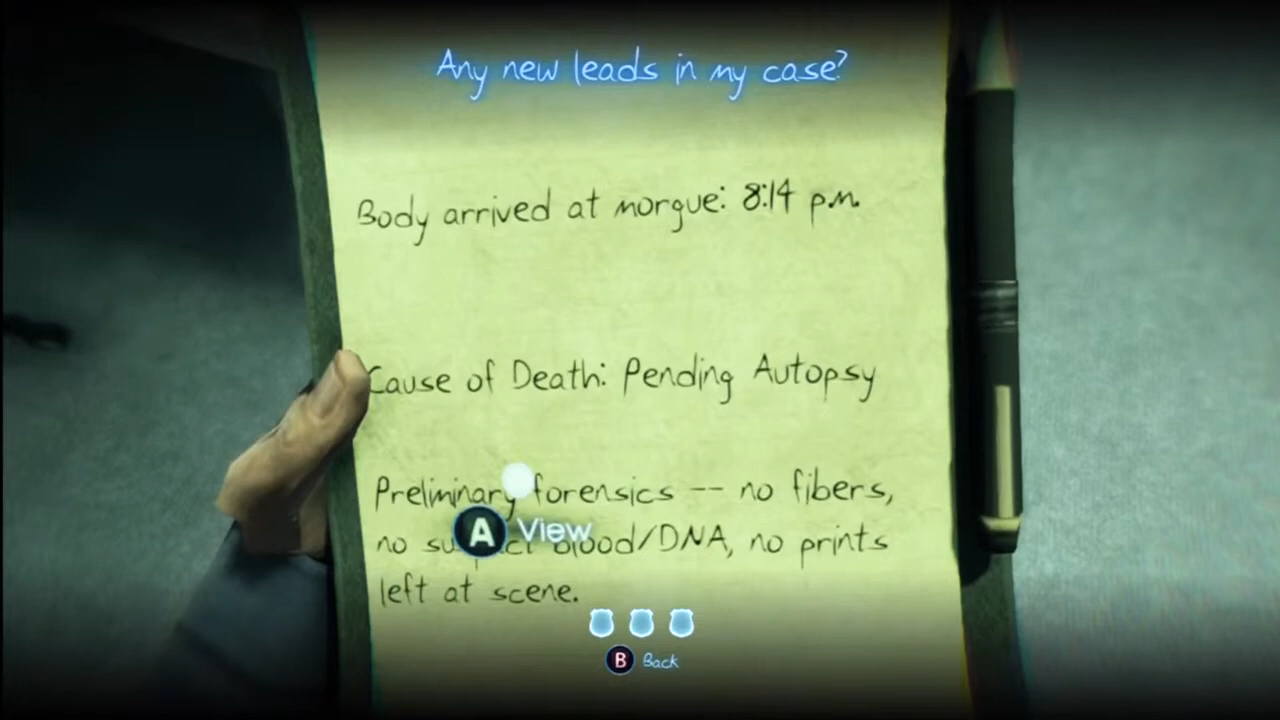 Any new leads in my case?
Body arrived at morgue: 8:14 p.m.
Cause of Death: Pending Autopsy
Preliminary forensics -- no fibers,
A View
no blood/DNA, no prints
left at scene.
B Back